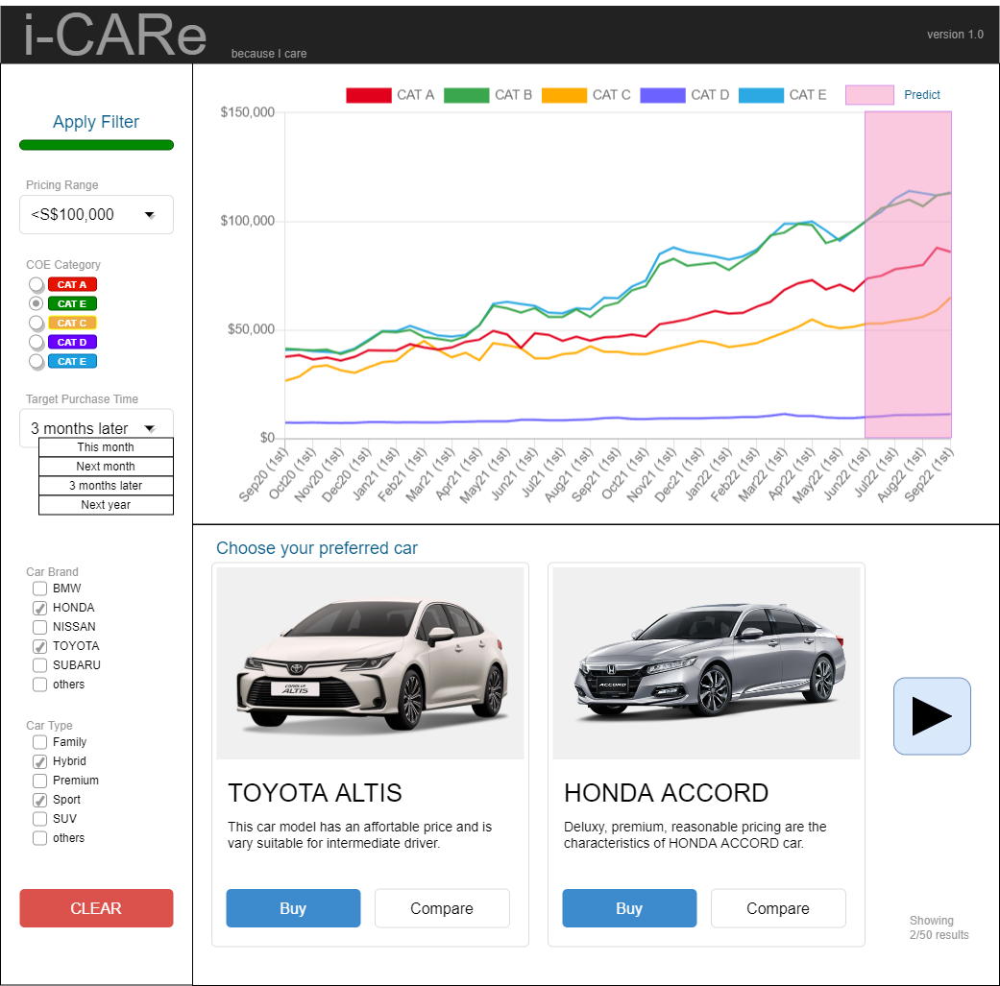 i-CARe
because I care
version 1.0
Apply Filter
Pricing Range
<S$100,000
COE Category
CAT A
CAT E
CAT C
CAT D
CAT E
Target Purchase Time
3 months later
This month
Next month
3 months later
Next year
Car Brand
BMW
HONDA
NISSAN
TOYOTA
SUBARU
others
Car Type
Family
Hybrid
Premium
Sport
SUV
others
CLEAR
CAT A CAT B CAT C CAT D CAT E Predict
$150,000
$100,000
$50,000
$0
Sep20 (1st)
Oct20 (1st)
Nov20 (1st)
Dec20 (1st)
Jan21 (1st)
Feb21 (1st)
Mar21 (1st)
Apr21 (1st)
May21 (1st)
Jun21 (1st)
Jul21 (1st)
Aug21 (1st)
Sep21 (1st)
Oct21 (1st)
Nov21 (1st)
Dec21 (1st)
Jan22 (1st)
Feb22 (1st)
Mar22 (1st)
Apr22 (1st)
May22 (1st)
Jun22 (1st)
Jul22 (1st)
Aug22 (1st)
Sep22 (1st)
Choose your preferred car
COROLLA
ALTIS
TOYOTA ALTIS
This car model has an affortable price and is
vary suitable for intermediate driver.
Buy
Compare
ACCORD
HONDA ACCORD
Deluxy, premium, reasonable pricing are the
characteristics of HONDA ACCORD car.
Buy
Compare
Showing
2/50 results